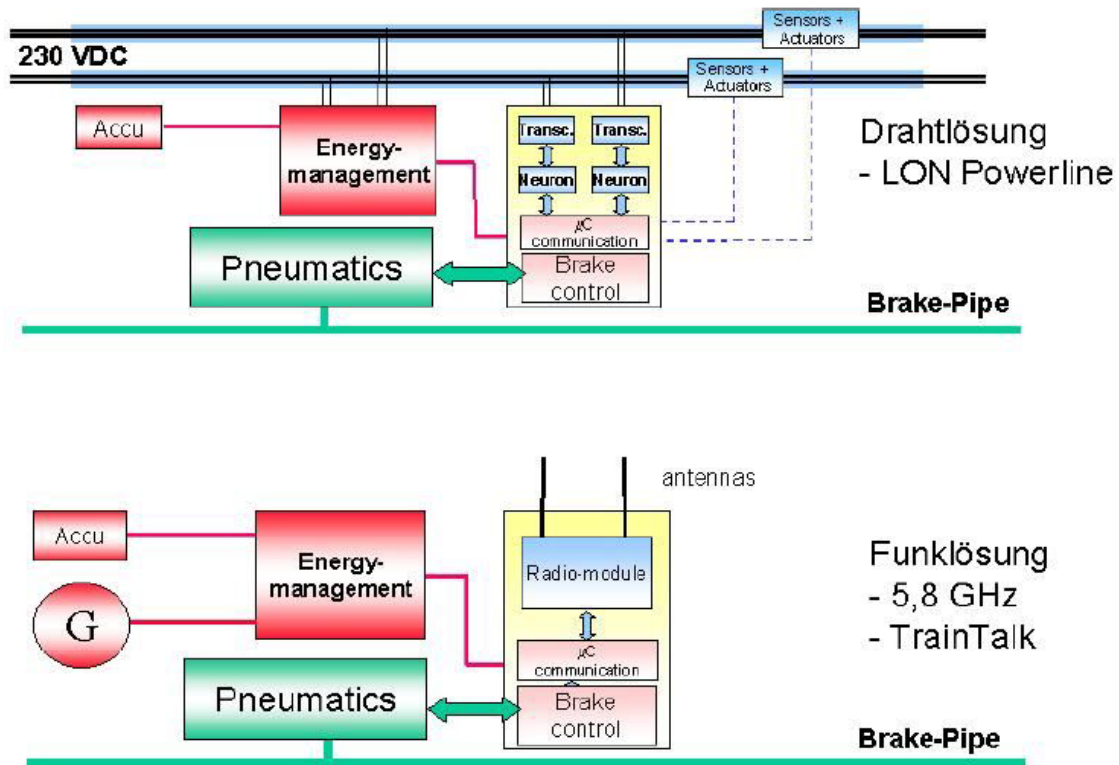 Sensors +
Actuators
230 VDC
Sensors +
Actuators
Accu
Energy-
management
Transc.
Transc.
Neuron
Neuron
µC
communication
Brake
control
Pneumatics
Drahtlösung
- LON Powerline
Brake-Pipe
antennas
Accu
G
Energy-
management
Radio-module
µC
communication
Brake
control
Pneumatics
Funklösung
- 5,8 GHz
- TrainTalk
Brake-Pipe